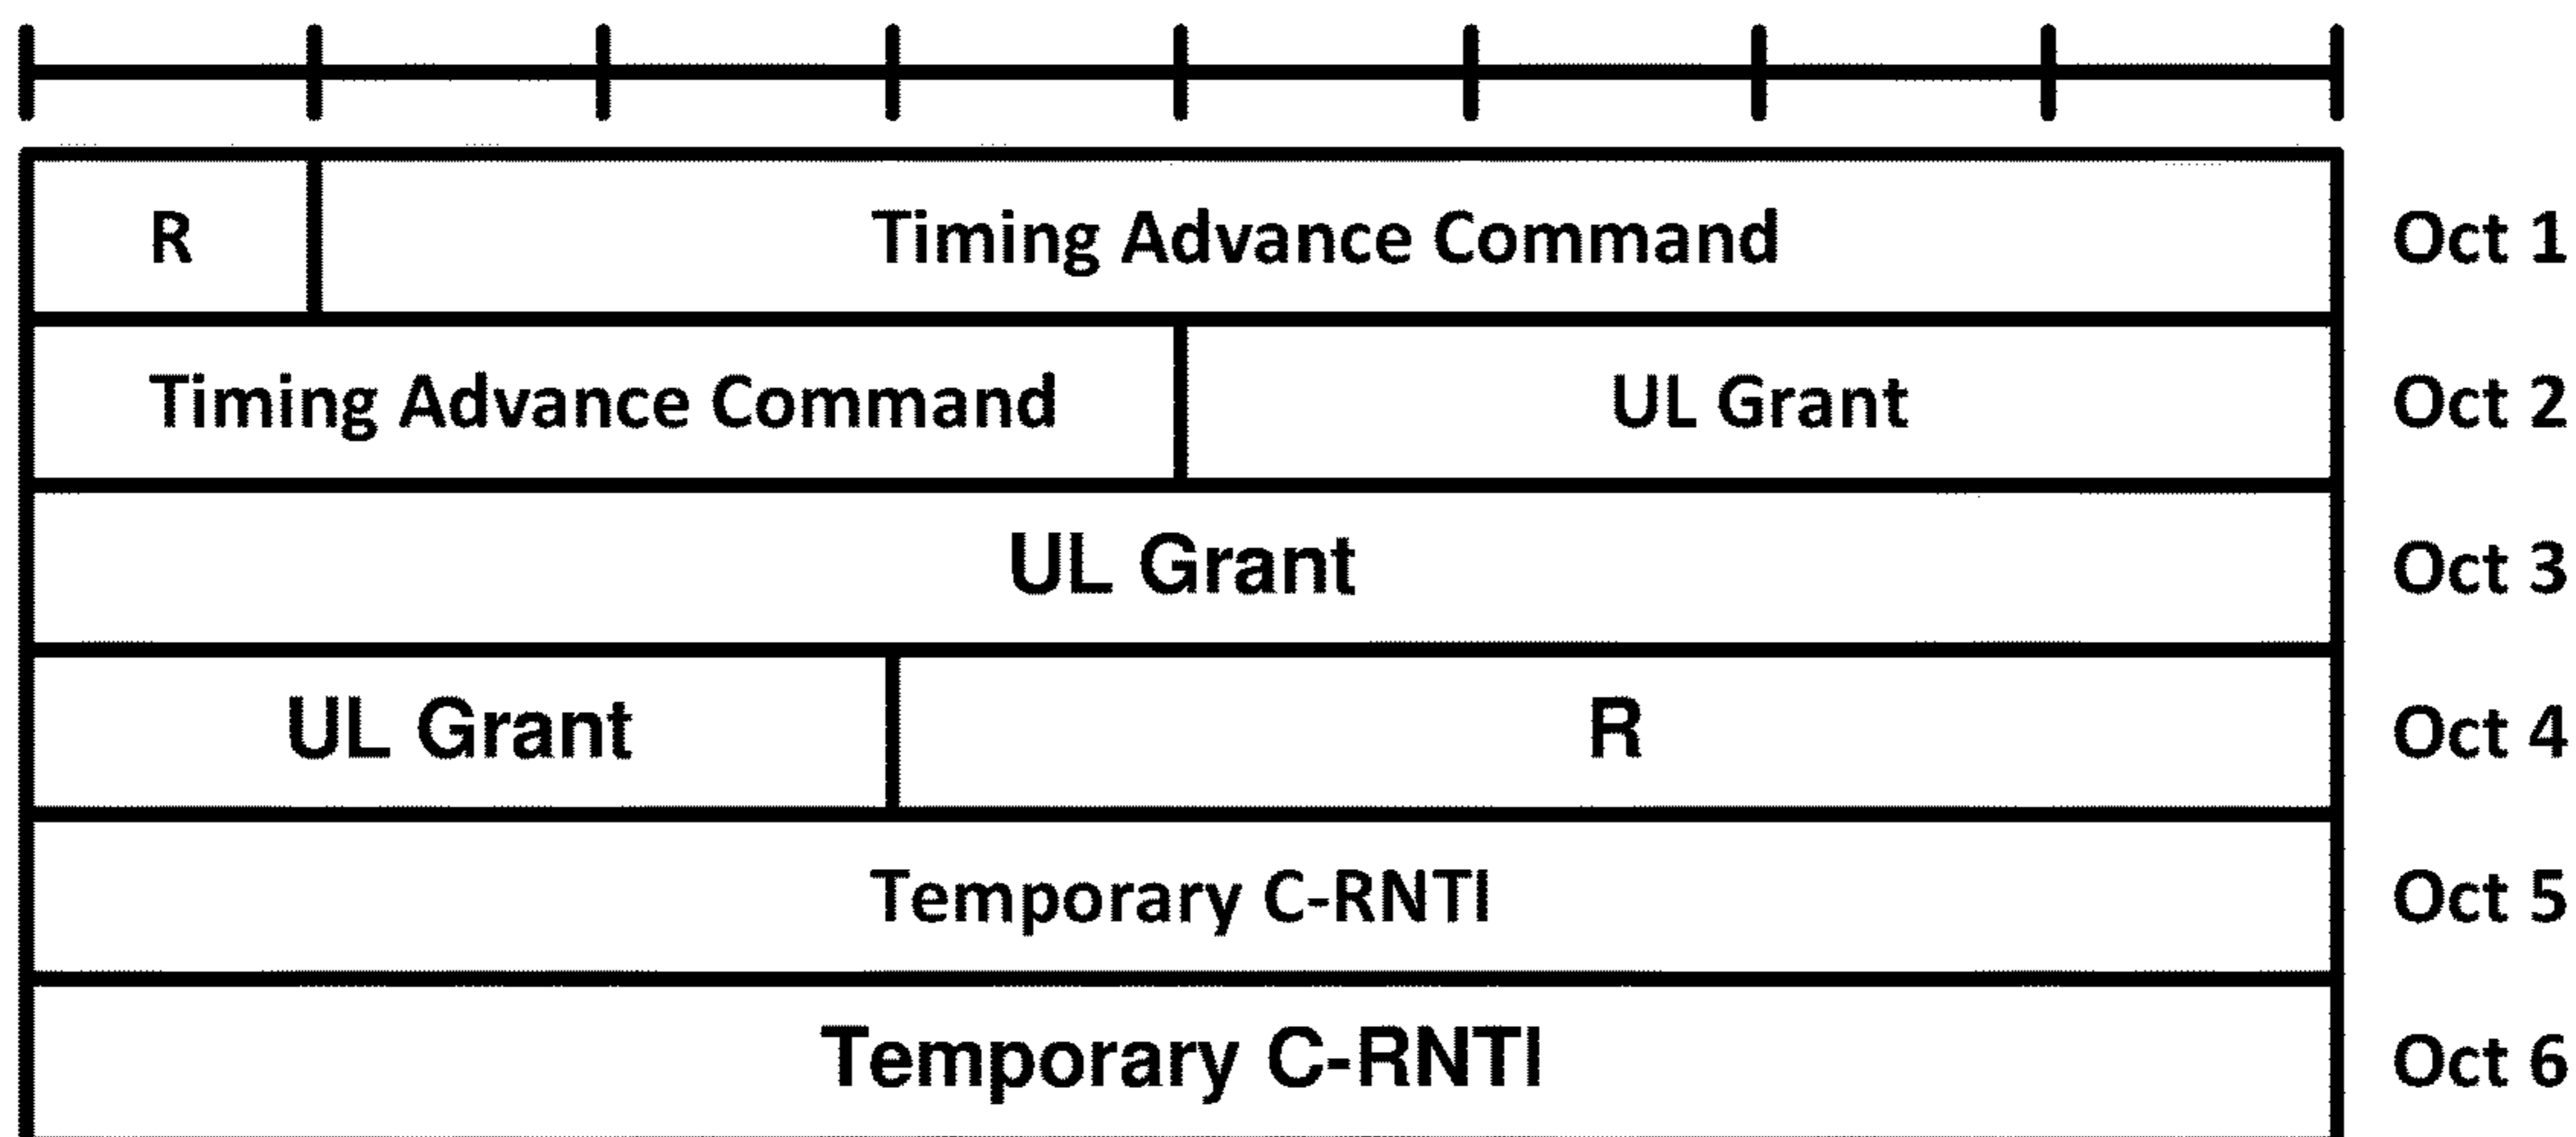 R Timing Advance Command Oct 1
Timing Advance Command UL Grant Oct 2
UL Grant Oct 3
UL Grant R Oct 4
Temporary C-RNTI Oct 5
Temporary C-RNTI Oct 6